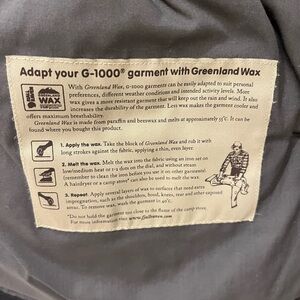 GREENLAND
WAX
Adapt your G-1000® garment with Greenland Wax
With Greenland Wax, G-1000 garments can be easily adapted to suit personal
preferences, different weather conditions and intended activity levels. More
wax gives a more resistant garment that will keep out the rain and wind. It also
increases the durability of the garment. Less wax makes the garment cooler and
offers maximum breathability.
Greenland Wax is made from paraffin and beeswax and melts at approximately 55°C. It can be
found where you bought this product.
1. Apply the wax. Take the block of Greenland Wax and rub it with
long strokes against the fabric, applying a thin, even layer.
2. Melt the wax. Melt the wax into the fabric using an iron set on
low/medium heat or 1-2 dots on the dial, and without steam
remember to clean the iron before you use it on other garments.
A hairdryer or a camp stove* can also be used to melt the wax.
3. Repeat. Apply several layers of wax to surfaces that need extra
impregnation, such as the shoulders, hood, knees, rear and other exposed
areas. To remove wax, wash the garment in 40°C.
*Do not hold the garment too close to the flame of the camp stove.
For more information visit www.fjallraven.com